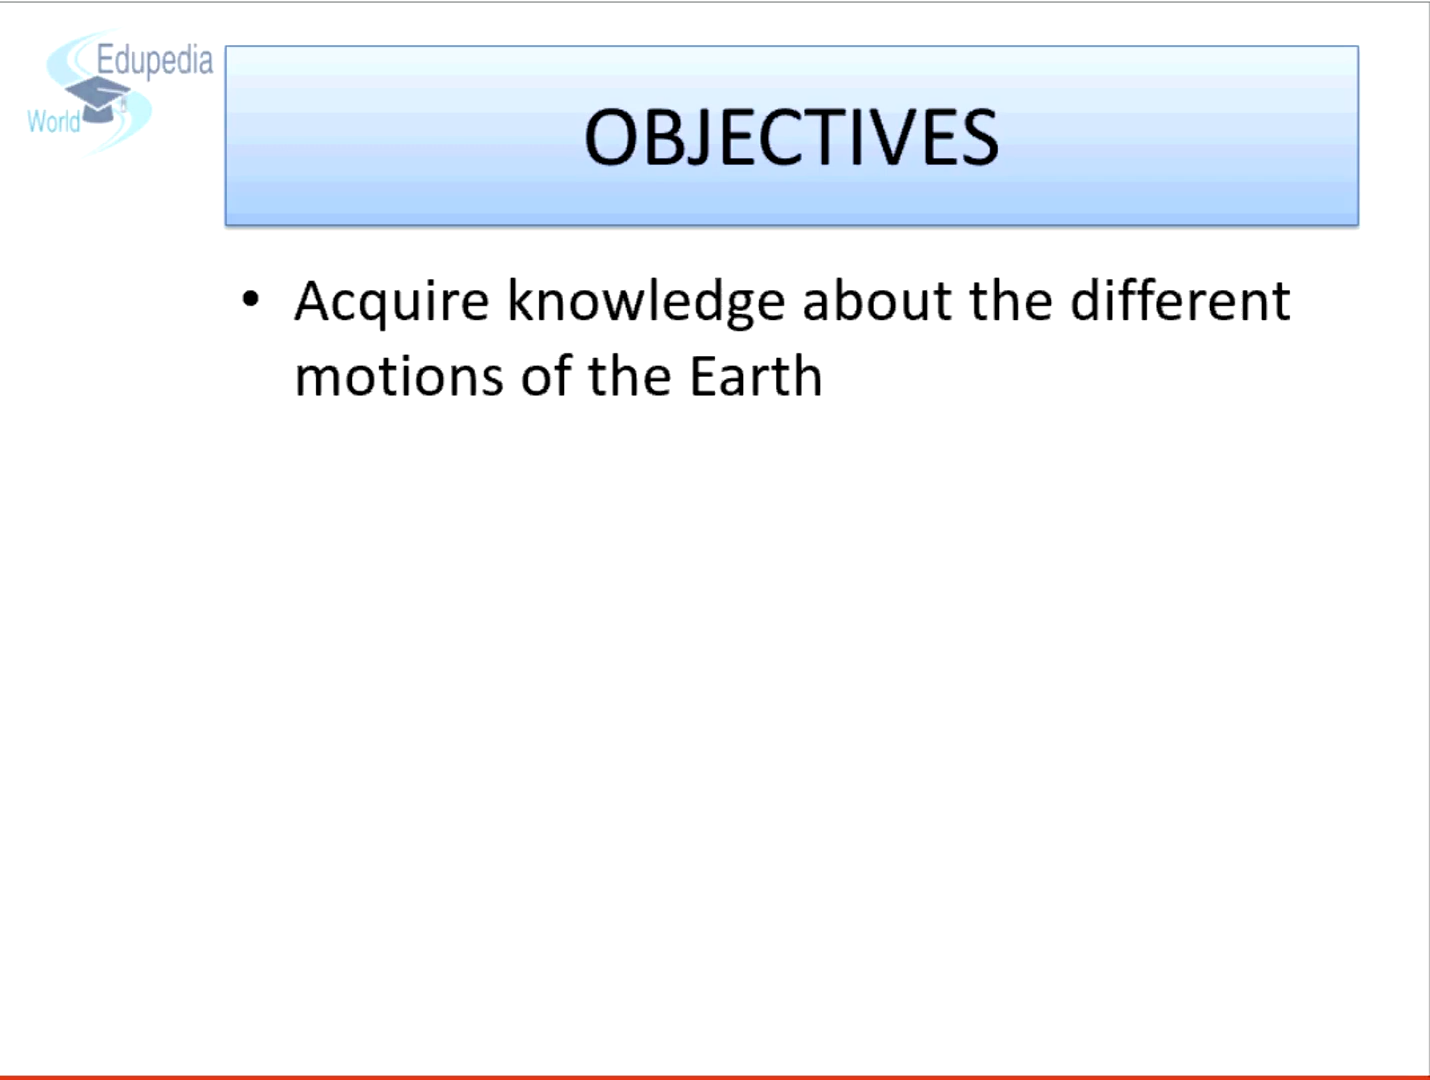 Edupedia
World
OBJECTIVES
• Acquire knowledge about the different
motions of the Earth